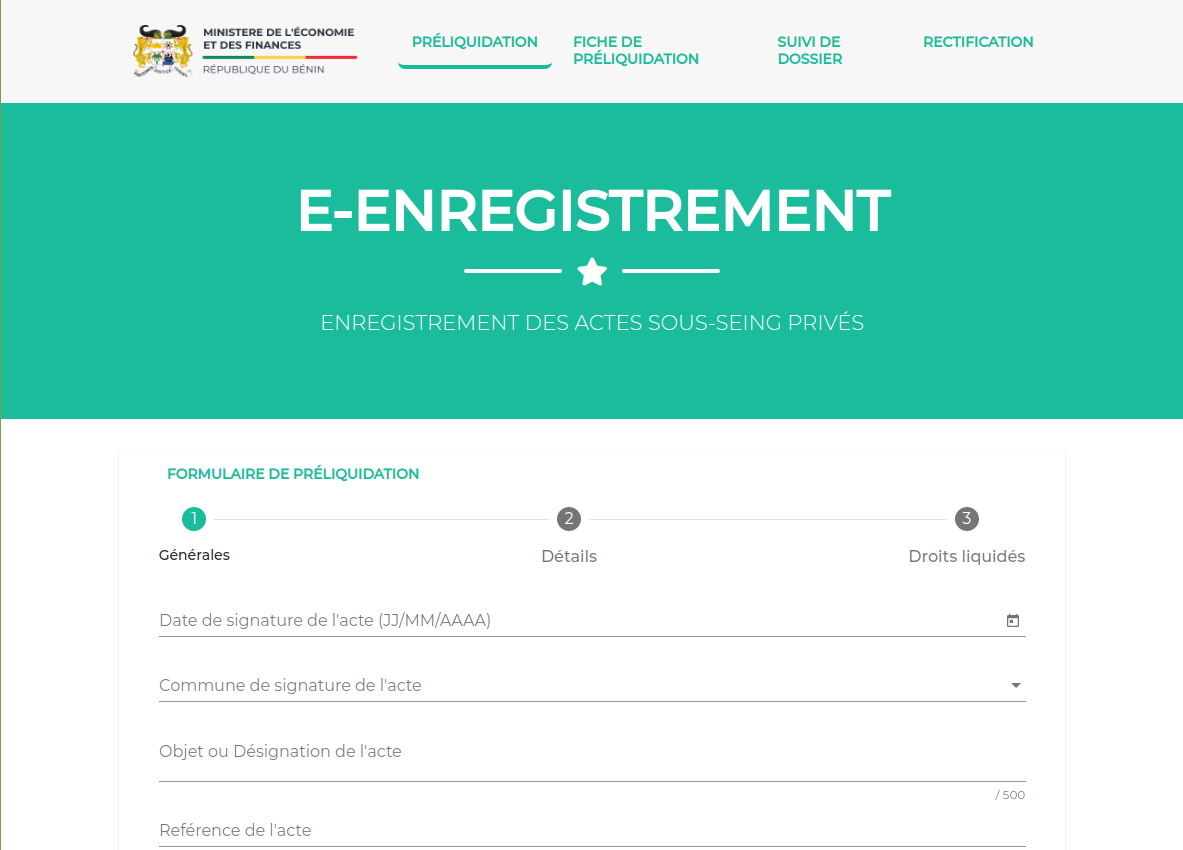 MINISTERE DE L'ÉCONOMIE
ET DES FINANCES
RÉPUBLIQUE DU BÉNIN
PRÉLIQUIDATION
FICHE DE
PRÉLIQUIDATION
SUIVI DE
DOSSIER
RECTIFICATION
E-ENREGISTREMENT
ENREGISTREMENT DES ACTES SOUS-SEING PRIVÉS
FORMULAIRE DE PRÉLIQUIDATION
1
2
3
Générales
Détails
Droits liquidés
Date de signature de l'acte (JJ/MM/AAAA)
Commune de signature de l'acte
Objet ou Désignation de l'acte
/ 500
Reférence de l'acte